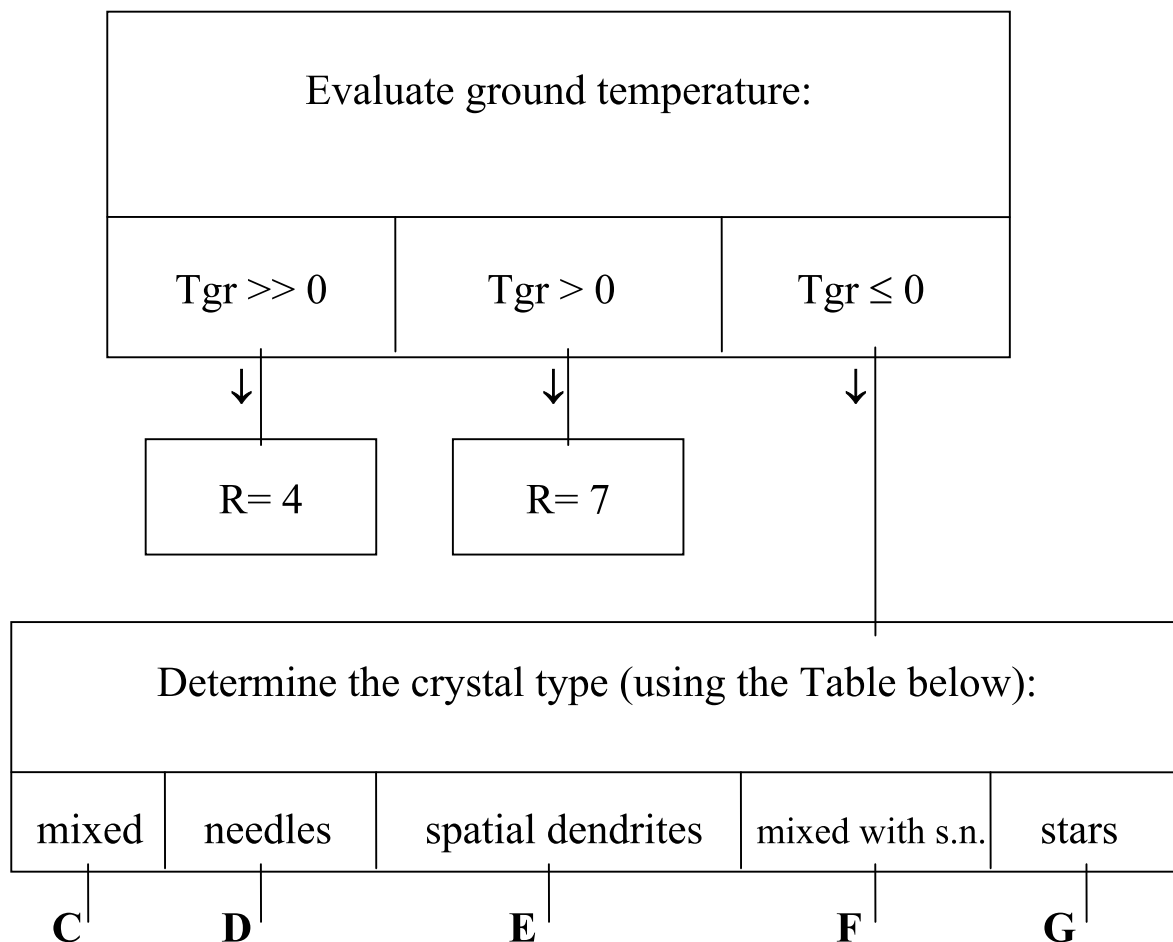 Evaluate ground temperature:
Tgr >> 0 Tgr > 0 Tgr ≤ 0
↓ ↓ ↓
R= 4 R= 7
Determine the crystal type (using the Table below):
mixed needles spatial dendrites mixed with s.n. stars
C D E F G